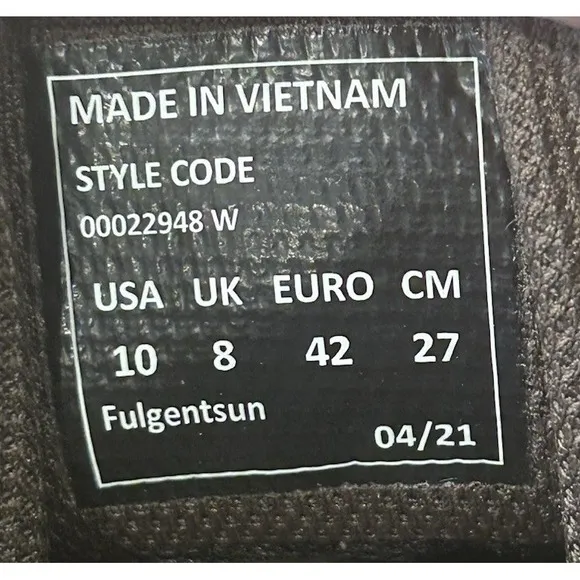 MADE IN VIETNAM
STYLE CODE
00022948 W
USA UK EURO CM
10 8 42 27
Fulgentsun
04/21